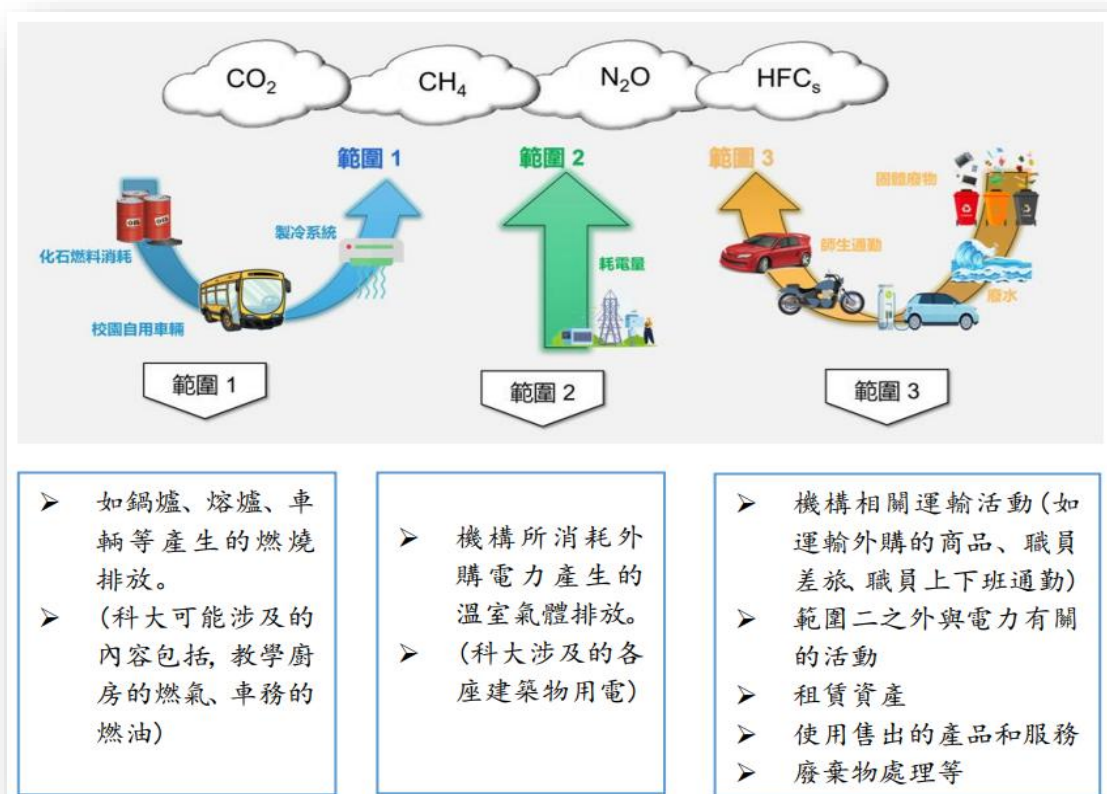 CO₂
CH₄
N₂O
HFCₛ
範圍 1
範圍 2
範圍 3
固體廢物
製冷系統
化石燃料消耗
師生通勤
耗電量
廢水
校園自用車輛
範圍 1
範圍 2
範圍 3
➤ 如鍋爐、熔爐、車
輛等產生的燃燒
排放。
➤ (科大可能涉及的
內容包括, 教學廚
房的燃氣、車務的
燃油)
➤ 機構所消耗外
購電力產生的
溫室氣體排放。
➤ (科大涉及的各
座建築物用電)
➤ 機構相關運輸活動(如
運輸外購的商品、職員
差旅、職員上下班通勤)
➤ 範圍二之外與電力有關
的活動
➤ 租賃資產
➤ 使用售出的產品和服務
➤ 廢棄物處理等